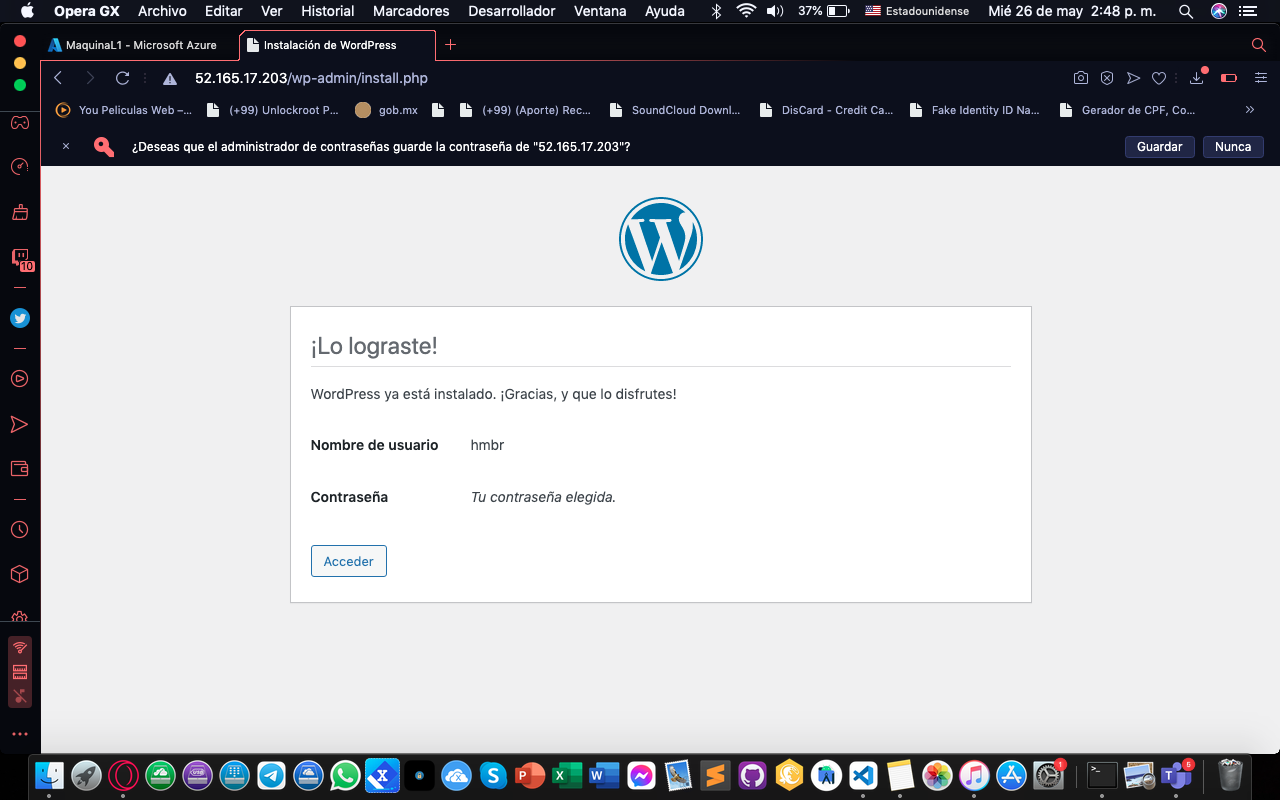 Opera GX Archivo Editar Ver Historial Marcadores Desarrollador Ventana Ayuda 37% Estadounidense Mié 26 de may 2:48 p. m.
MaquinaL1 - Microsoft Azure Instalación de WordPress
52.165.17.203/wp-admin/install.php
You Peliculas Web –... (+99) Unlockroot P... gob.mx (+99) (Aporte) Rec... SoundCloud Downl... DisCard - Credit Ca... Fake Identity ID Na... Gerador de CPF, Co...
¿Deseas que el administrador de contraseñas guarde la contraseña de "52.165.17.203"? Guardar Nunca
10
¡Lo lograste!
WordPress ya está instalado. ¡Gracias, y que lo disfrutes!
Nombre de usuario hmbr
Contraseña Tu contraseña elegida.
Acceder